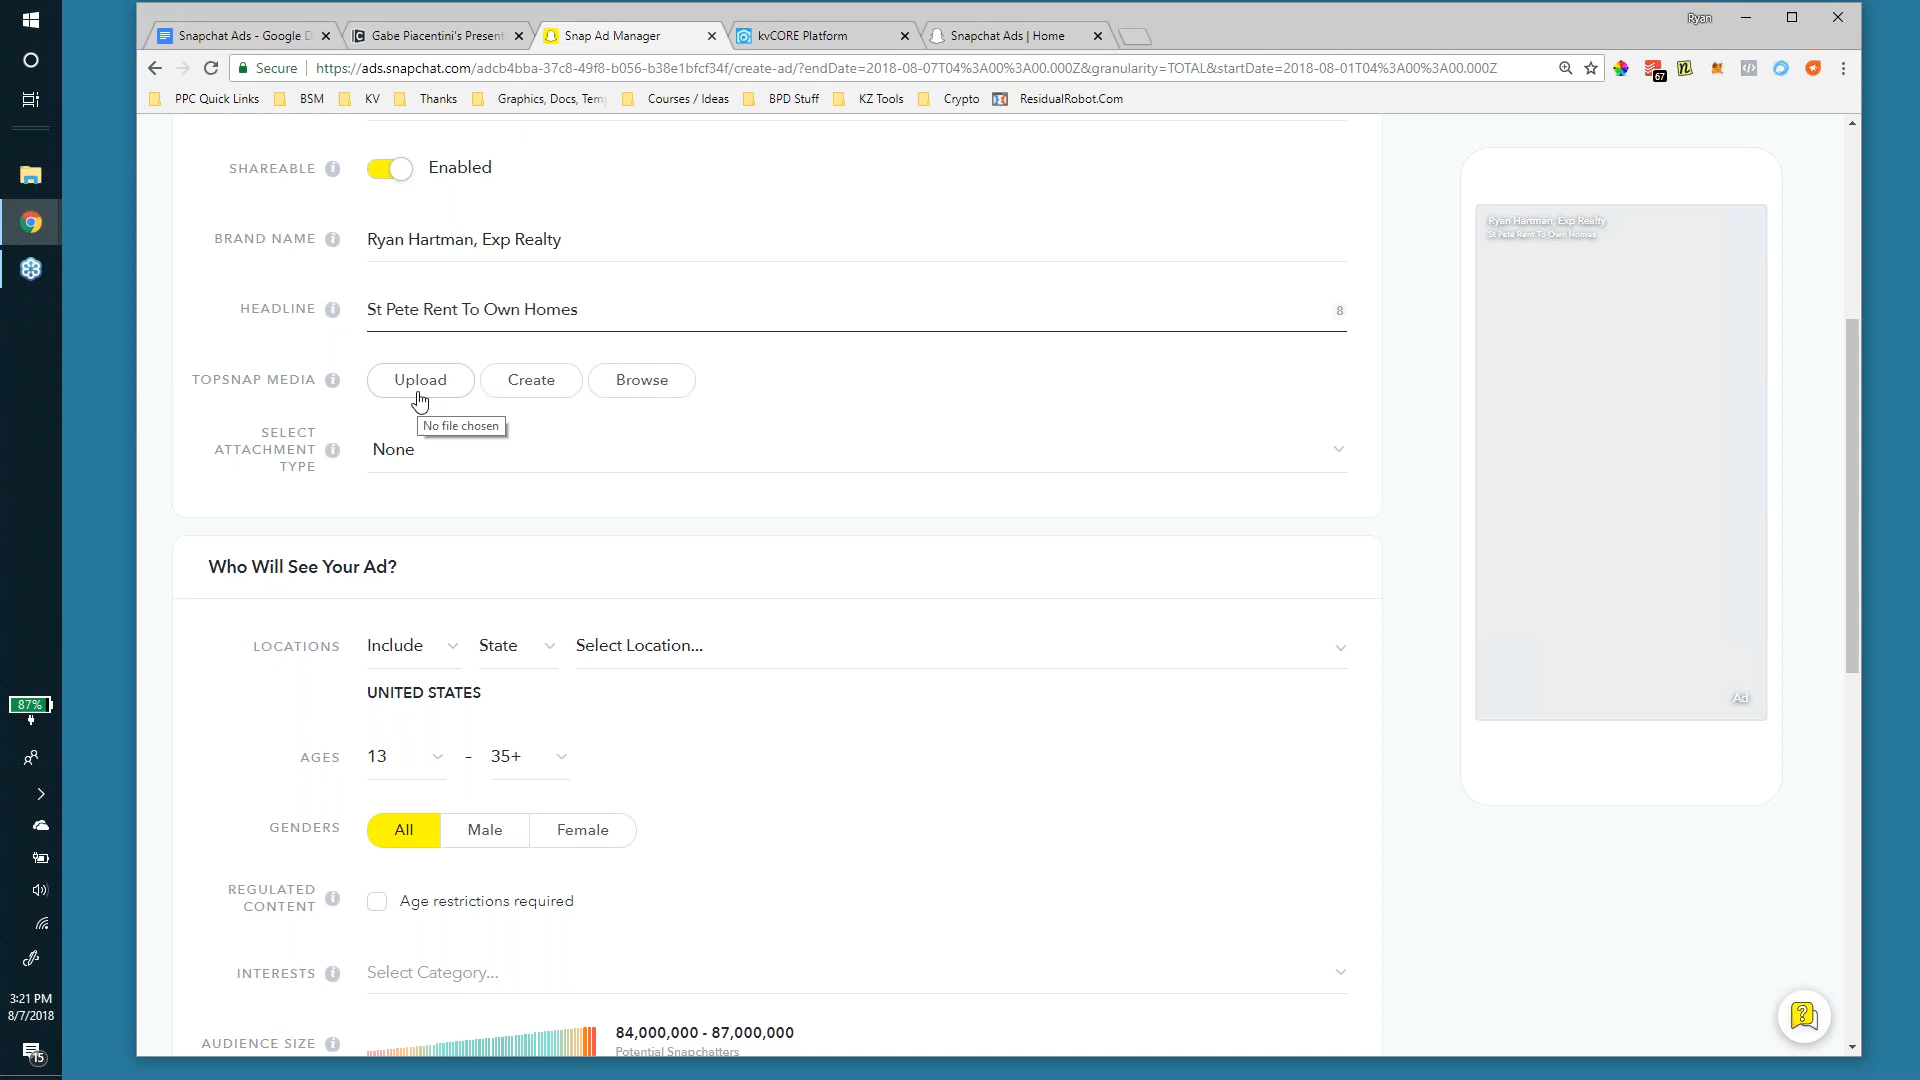 Ryan
Snapchat Ads - Google D
Gabe Piacentini's Present
Snap Ad Manager
kvCORE Platform
Snapchat Ads | Home
Secure
https://ads.snapchat.com/adcb4bba-37c8-49f8-b056-b38e1bfcf34f/create-ad/?endDate=2018-08-07T04%3A00%3A00.000Z&granularity=TOTAL&startDate=2018-08-01T04%3A00%3A00.000Z
67
PPC Quick Links
BSM
KV
Thanks
Graphics, Docs, Tem
Courses / Ideas
BPD Stuff
KZ Tools
Crypto
ResidualRobot.Com
SHAREABLE
Enabled
BRAND NAME
Ryan Hartman, Exp Realty
HEADLINE
St Pete Rent To Own Homes
8
TOPSNAP MEDIA
Upload
Create
Browse
No file chosen
SELECT
ATTACHMENT
TYPE
None
Ryan Hartman, Exp Realty
St Pete Rent To Own Homes
Ad
Who Will See Your Ad?
LOCATIONS
Include
State
Select Location...
UNITED STATES
AGES
13
-
35+
GENDERS
All
Male
Female
REGULATED
CONTENT
Age restrictions required
INTERESTS
Select Category...
AUDIENCE SIZE
84,000,000 - 87,000,000
Potential Snapchatters
87%
3:21 PM
8/7/2018
15